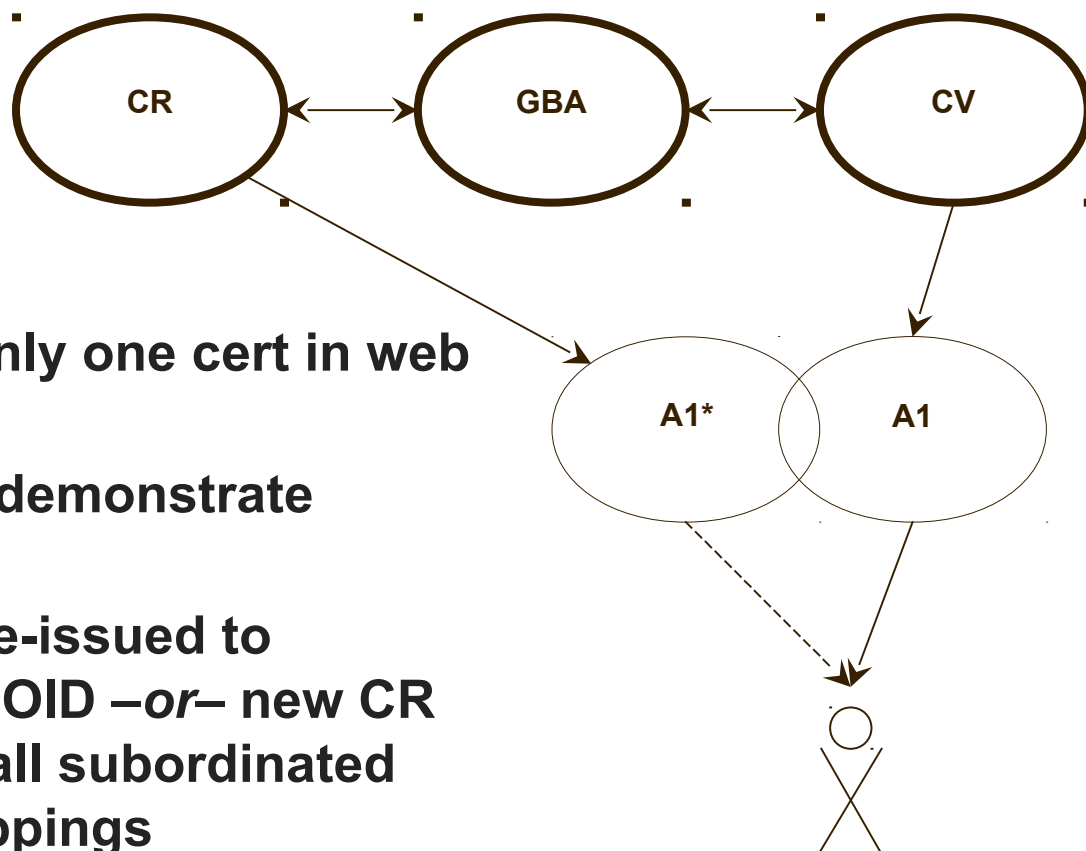 CR
GBA
CV
nly one cert in web
A1*
A1
demonstrate
e-issued to
OID –or– new CR
all subordinated
ppings